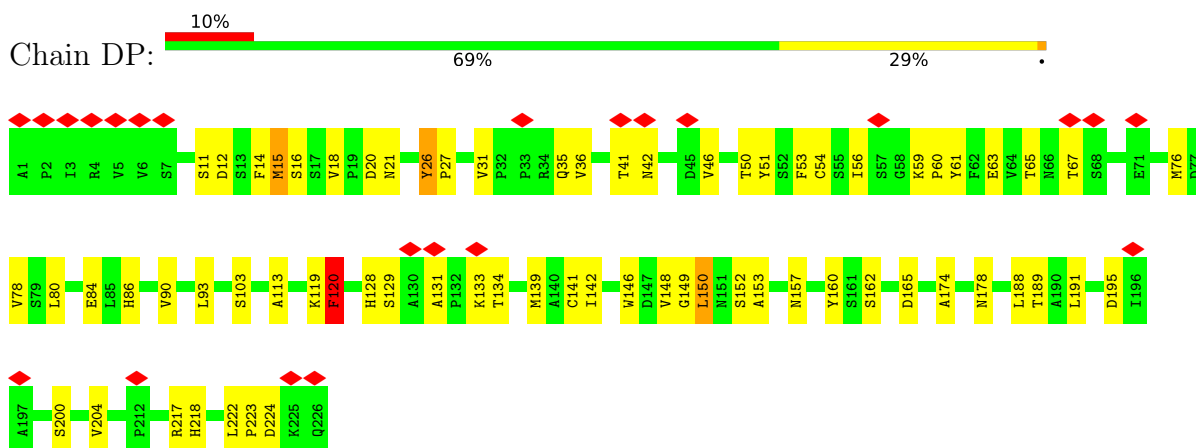 10%
Chain DP:
69% 29% •
A1 P2 I3 R4 V5 V6 S7 S11 D12 S13 F14 M15 S16 S17 V18 P19 D20 N21 Y26 P27 V31 P32 P33 R34 Q35 V36 T41 N42 D45 V46 T50 Y51 S52 F53 C54 S55 I56 S57 G58 K59 P60 Y61 F62 E63 V64 T65 N66 T67 S68 E71 M76 D77
V78 S79 L80 E84 L85 H86 V90 L93 S103 A113 K119 F120 H128 S129 A130 A131 P132 K133 T134 M139 A140 C141 I142 W146 D147 V148 G149 L150 N151 S152 A153 N157 Y160 S161 S162 D165 A174 N178 L188 T189 A190 L191 D195 I196
A197 S200 V204 P212 R217 H218 L222 P223 D224 K225 Q226